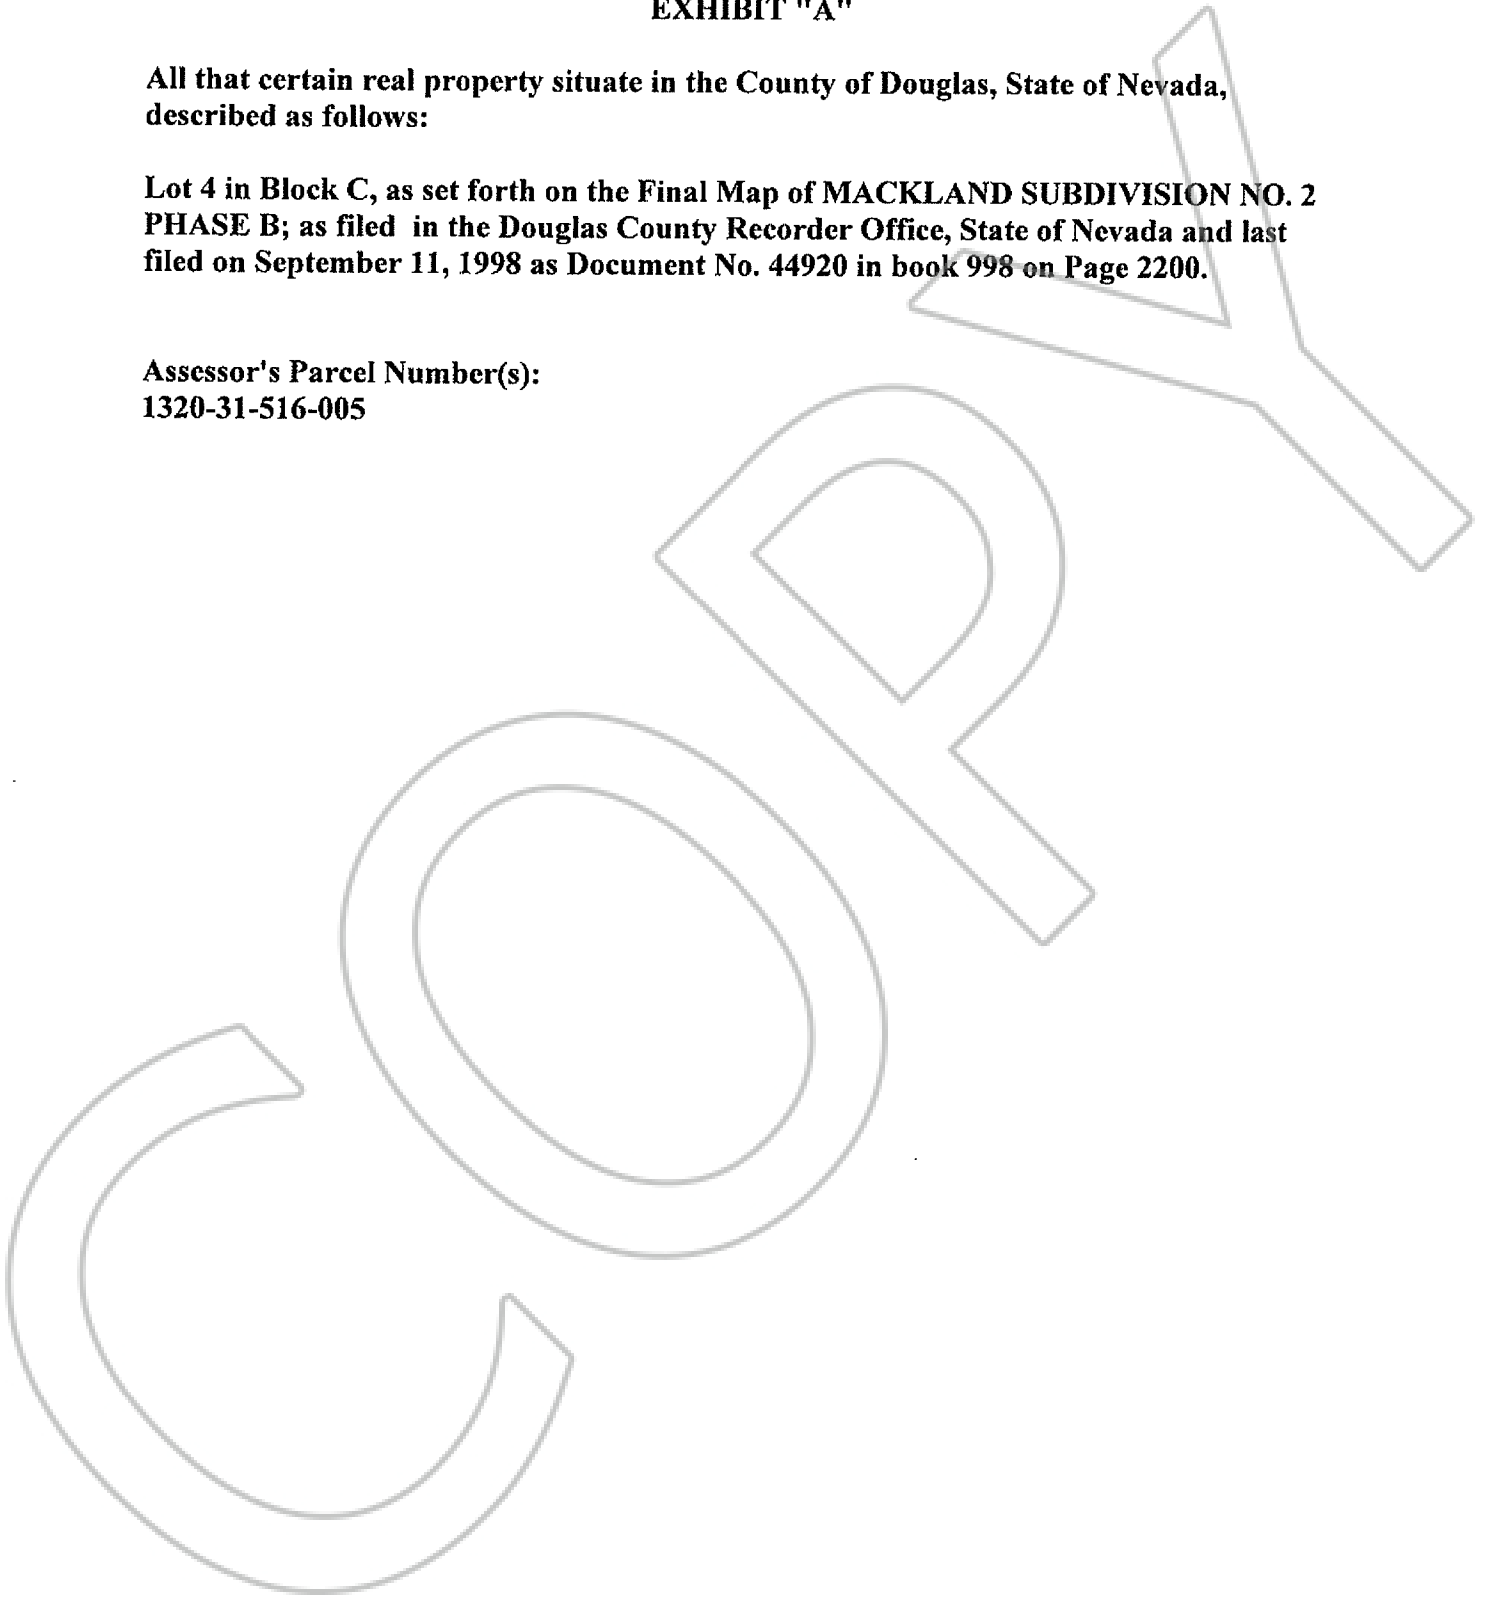 EXHIBIT "A"
All that certain real property situate in the County of Douglas, State of Nevada,
described as follows:
Lot 4 in Block C, as set forth on the Final Map of MACKLAND SUBDIVISION NO. 2
PHASE B; as filed in the Douglas County Recorder Office, State of Nevada and last
filed on September 11, 1998 as Document No. 44920 in book 998 on Page 2200.
Assessor's Parcel Number(s):
1320-31-516-005
COPY